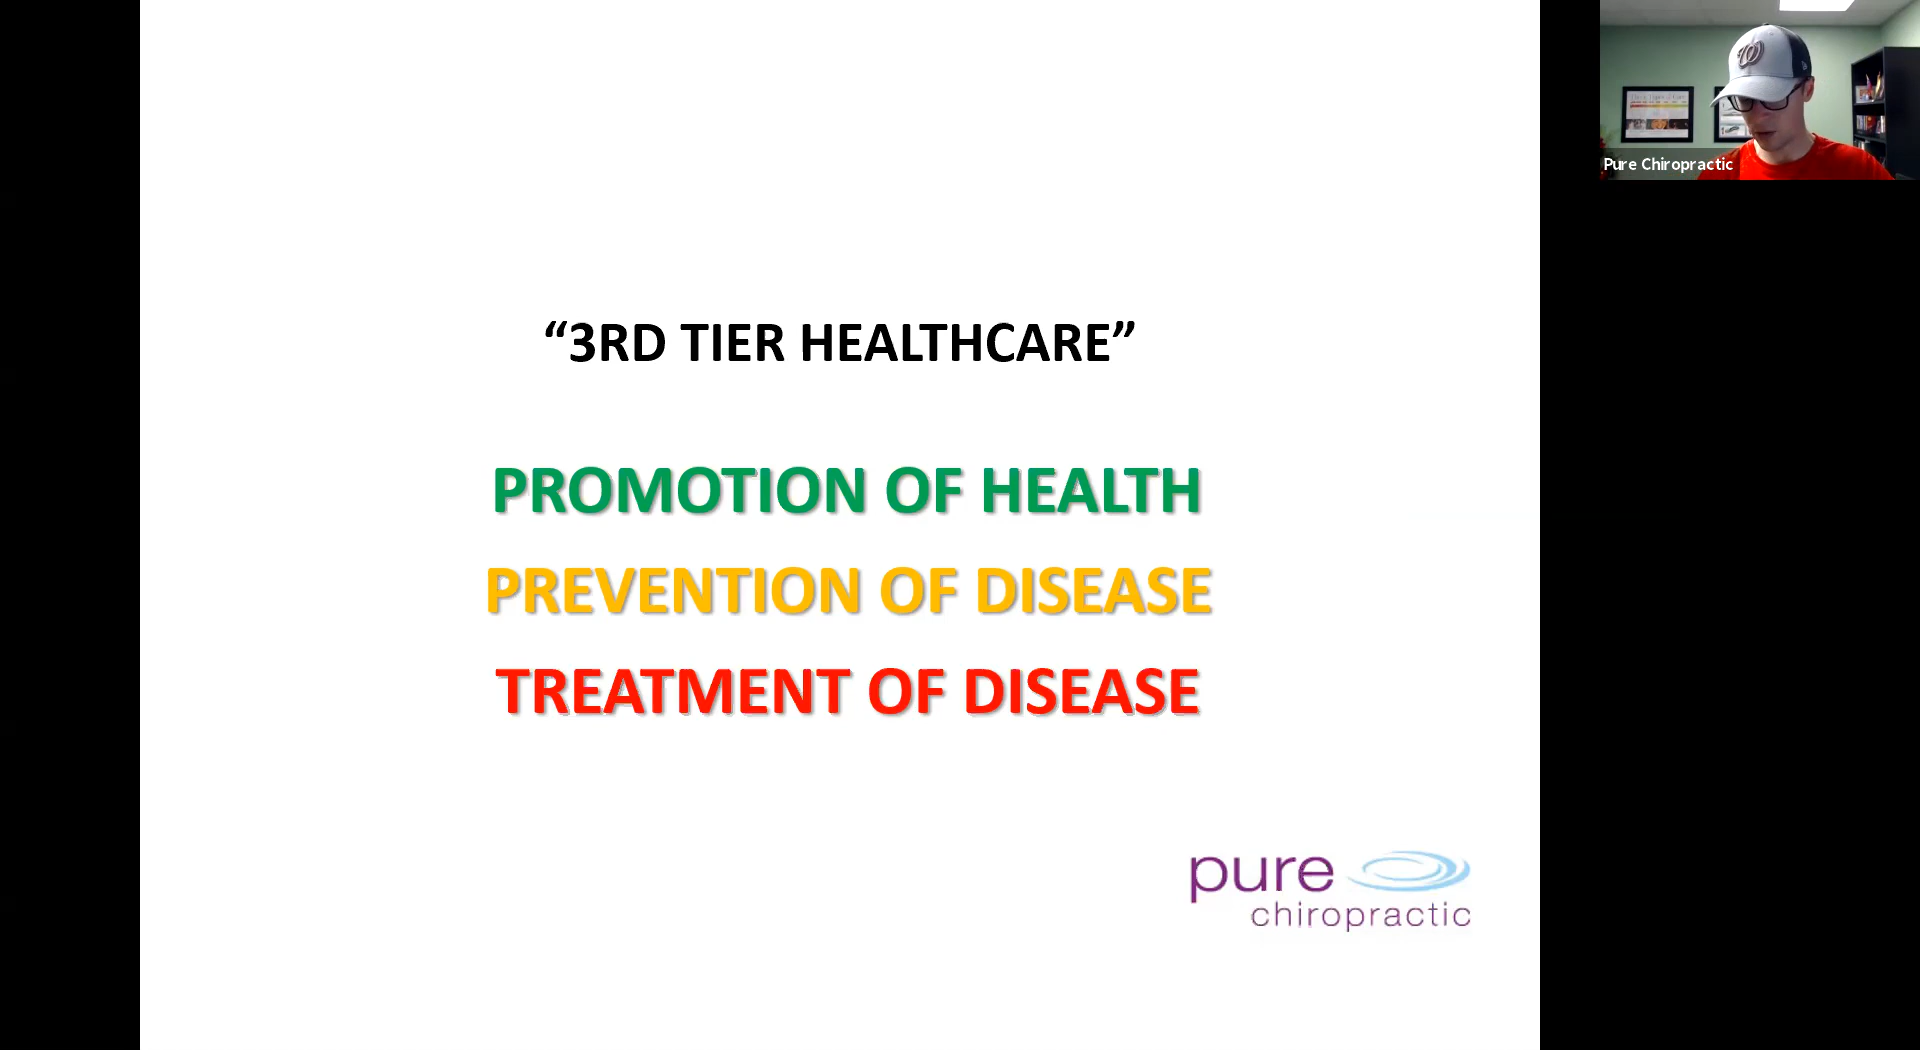 “3RD TIER HEALTHCARE”
PROMOTION OF HEALTH
PREVENTION OF DISEASE
TREATMENT OF DISEASE
pure
chiropractic
Pure Chiropractic